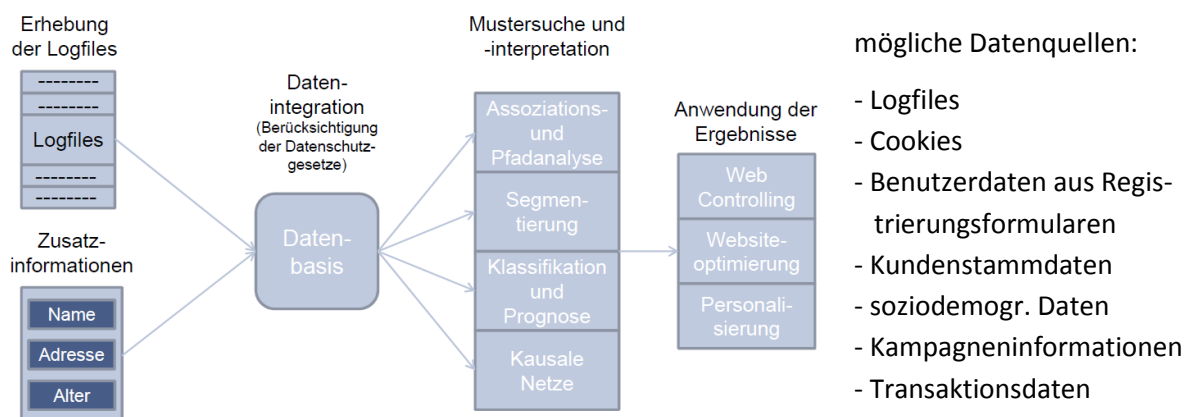 Erhebung
der Logfiles
--------
--------
Logfiles
--------
--------
Zusatz-
informationen
Name
Adresse
Alter
Daten-
integration
(Berücksichtigung
der Datenschutz-
gesetze)
Daten-
basis
Mustersuche und
-interpretation
Assoziations-
und
Pfadanalyse
Segmen-
tierung
Klassifikation
und
Prognose
Kausale
Netze
Anwendung der
Ergebnisse
Web
Controlling
Website-
optimierung
Personali-
sierung
mögliche Datenquellen:
- Logfiles
- Cookies
- Benutzerdaten aus Regis-
trierungsformularen
- Kundenstammdaten
- soziodemogr. Daten
- Kampagneninformationen
- Transaktionsdaten